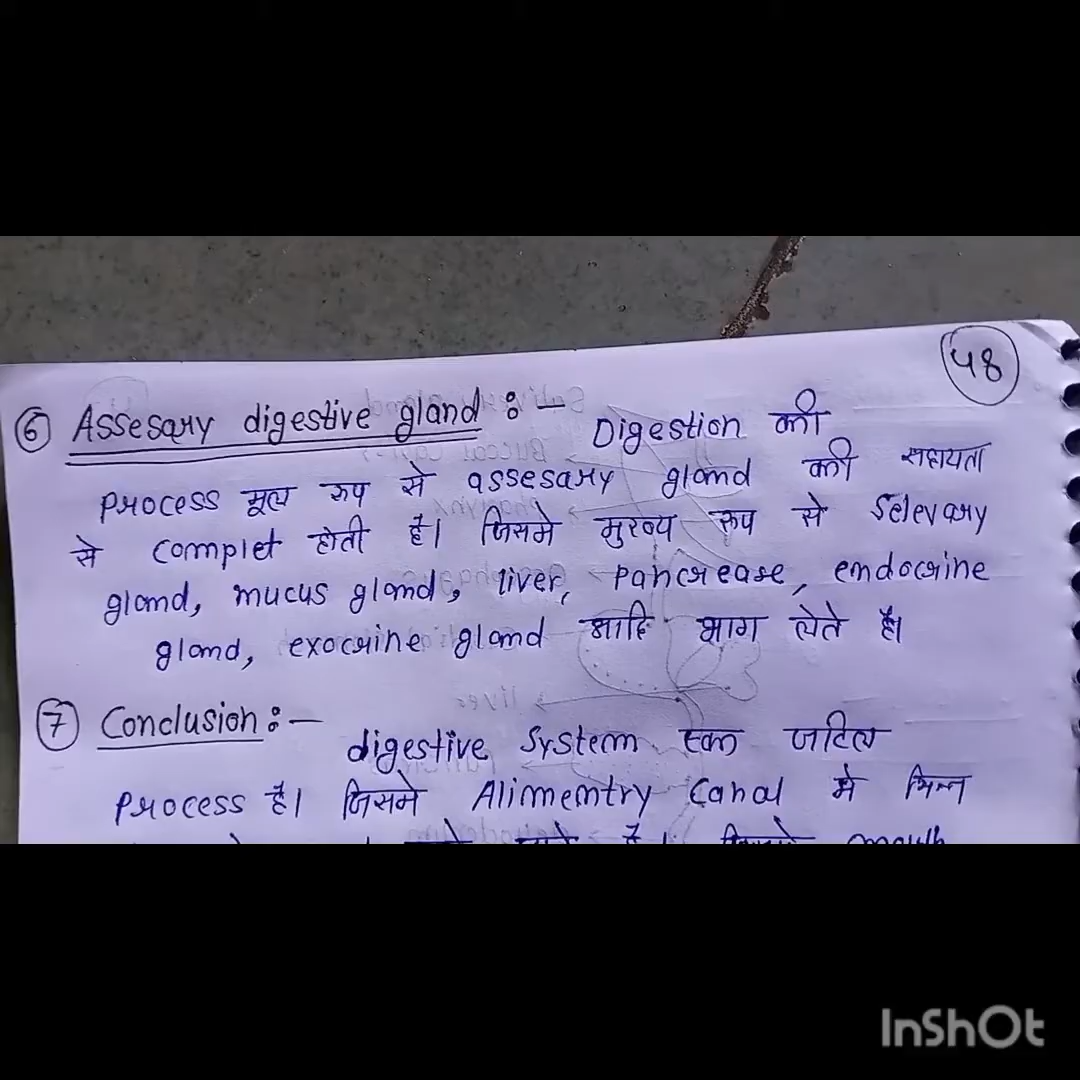 48
6 Assesary digestive gland :- Digestion की
process मूल रूप से assesary gland की सहायता
से complet होती है। जिसमे मुख्य रूप से Selevary
gland, mucus gland, liver, Pancrease, endocrine
gland, exocrine gland आदि भाग लेते है।
7 Conclusion :-
digestive System एक जटिल
Process है। जिसमे Alimentry Canal मे भिन्न
InShOt